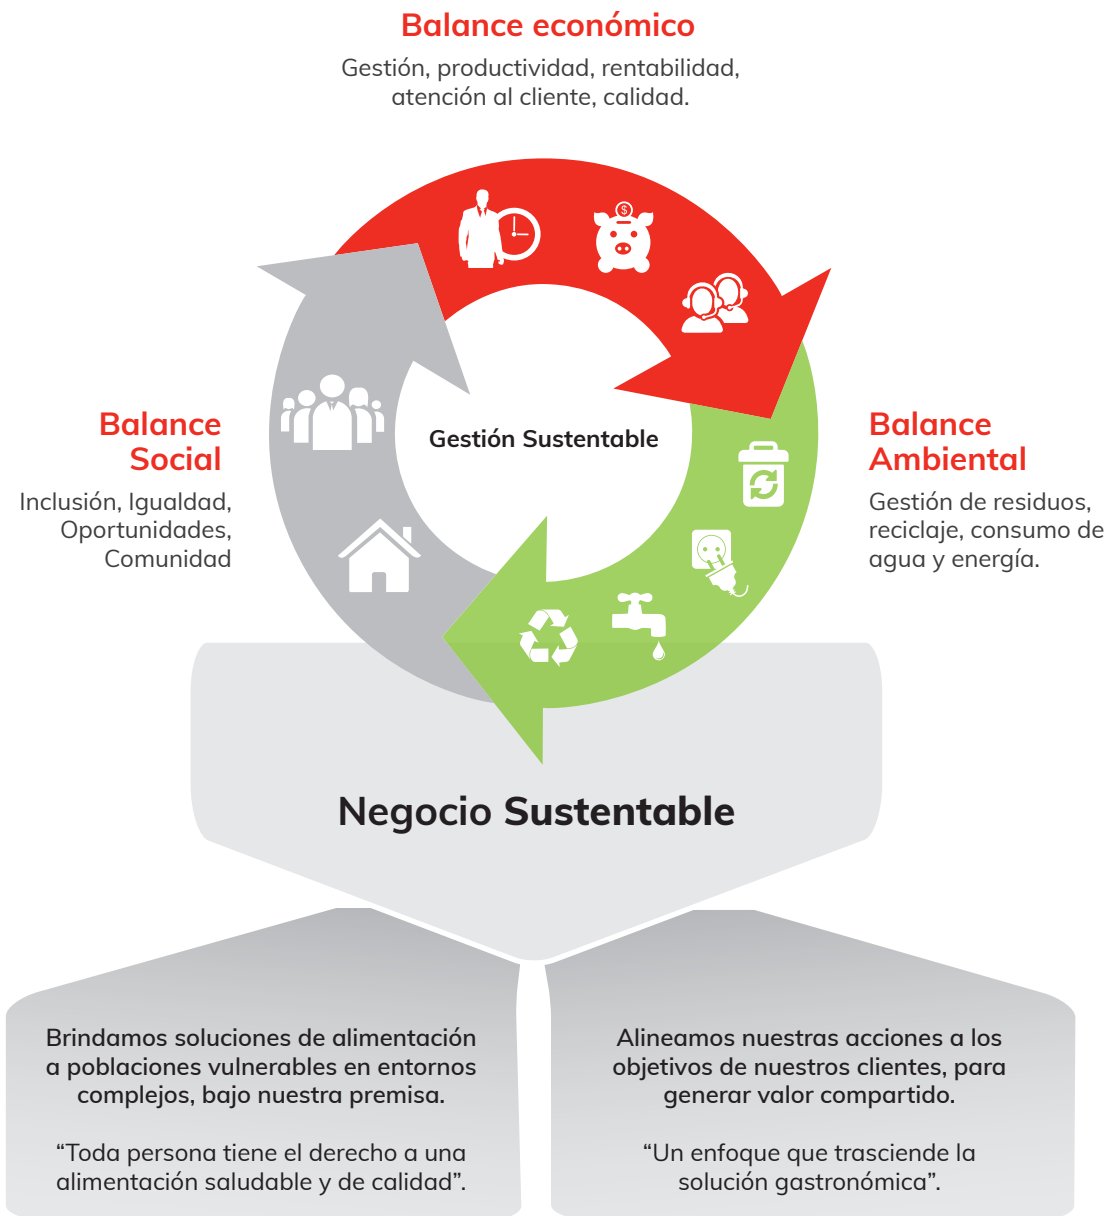 Balance económico
Gestión, productividad, rentabilidad,
atención al cliente, calidad.
$
Balance
Social
Inclusión, Igualdad,
Oportunidades,
Comunidad
Gestión Sustentable
Balance
Ambiental
Gestión de residuos,
reciclaje, consumo de
agua y energía.
Negocio Sustentable
Brindamos soluciones de alimentación
a poblaciones vulnerables en entornos
complejos, bajo nuestra premisa.
“Toda persona tiene el derecho a una
alimentación saludable y de calidad”.
Alineamos nuestras acciones a los
objetivos de nuestros clientes, para
generar valor compartido.
“Un enfoque que trasciende la
solución gastronómica”.